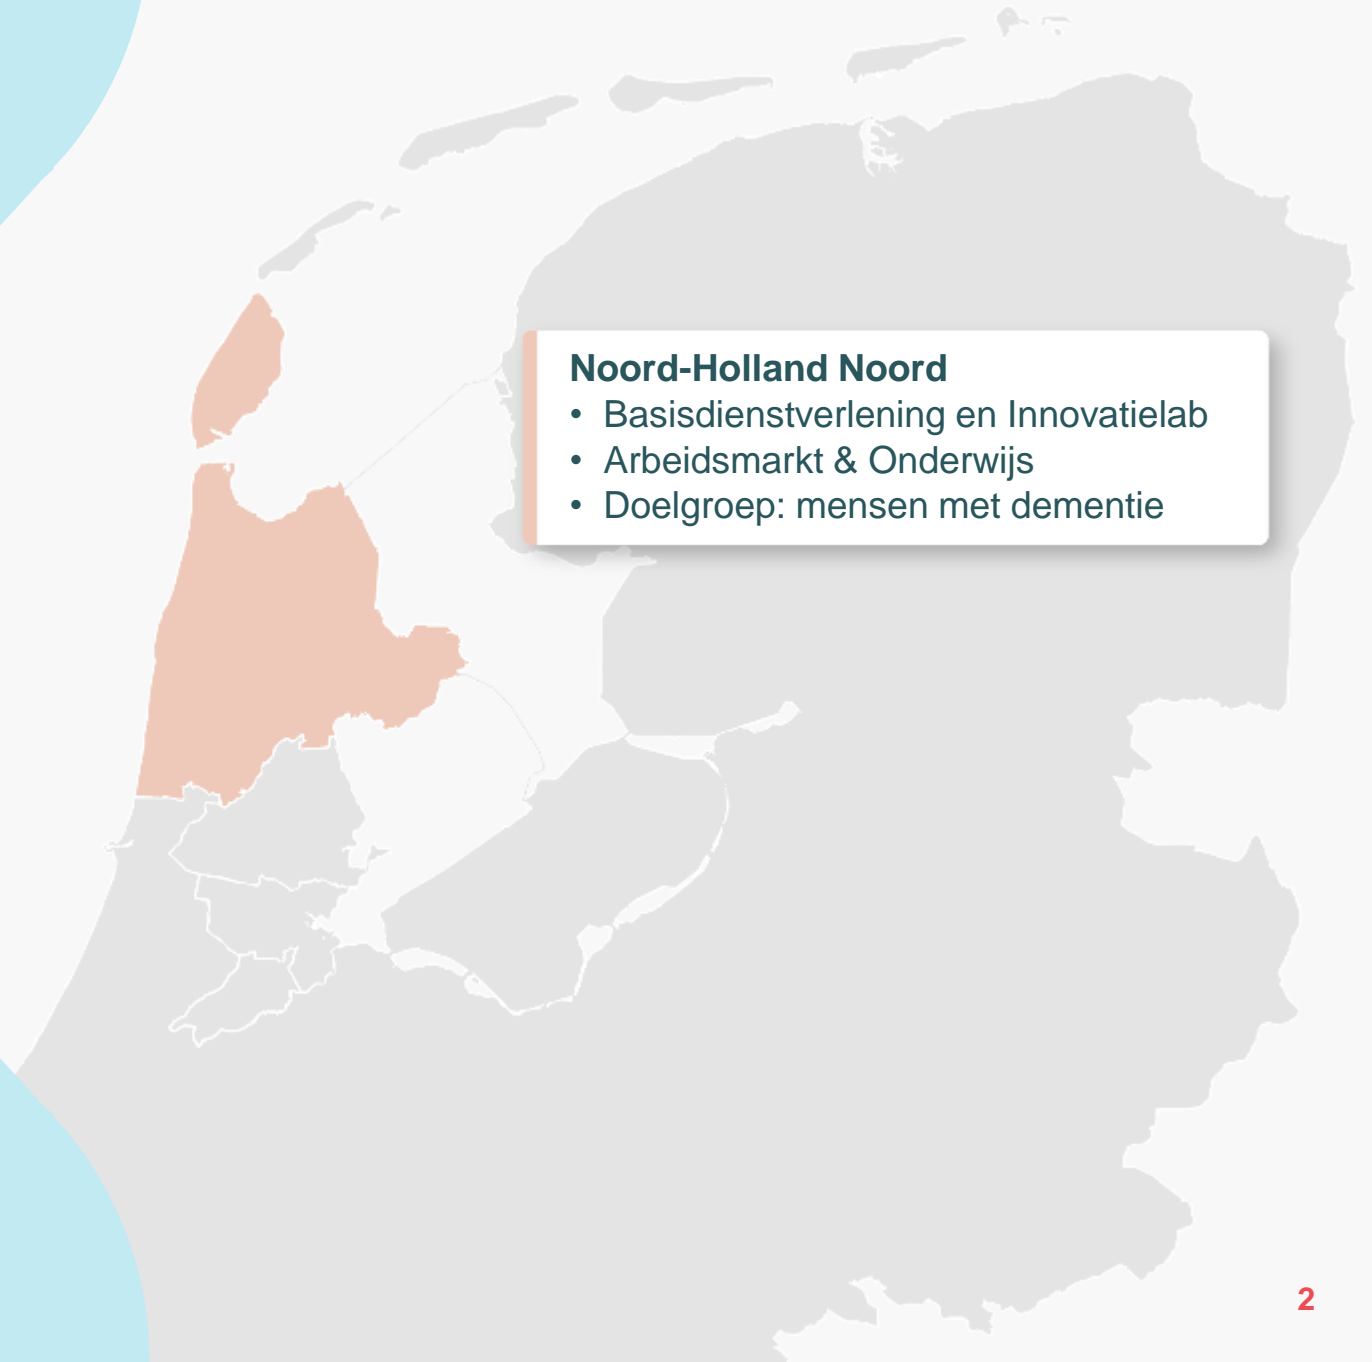 Noord-Holland Noord
• Basisdienstverlening en Innovatielab
• Arbeidsmarkt & Onderwijs
• Doelgroep: mensen met dementie
2